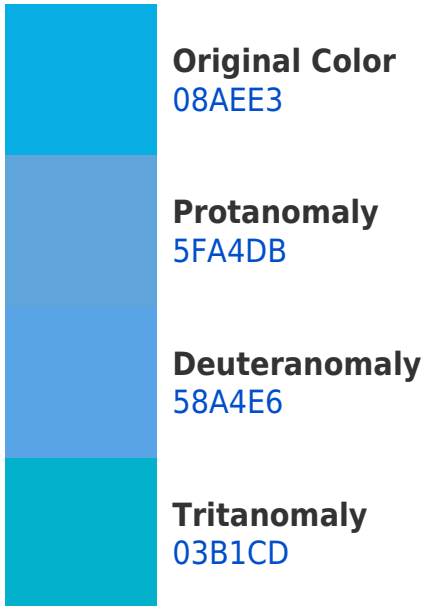 Original Color
08AEE3
Protanomaly
5FA4DB
Deuteranomaly
58A4E6
Tritanomaly
03B1CD